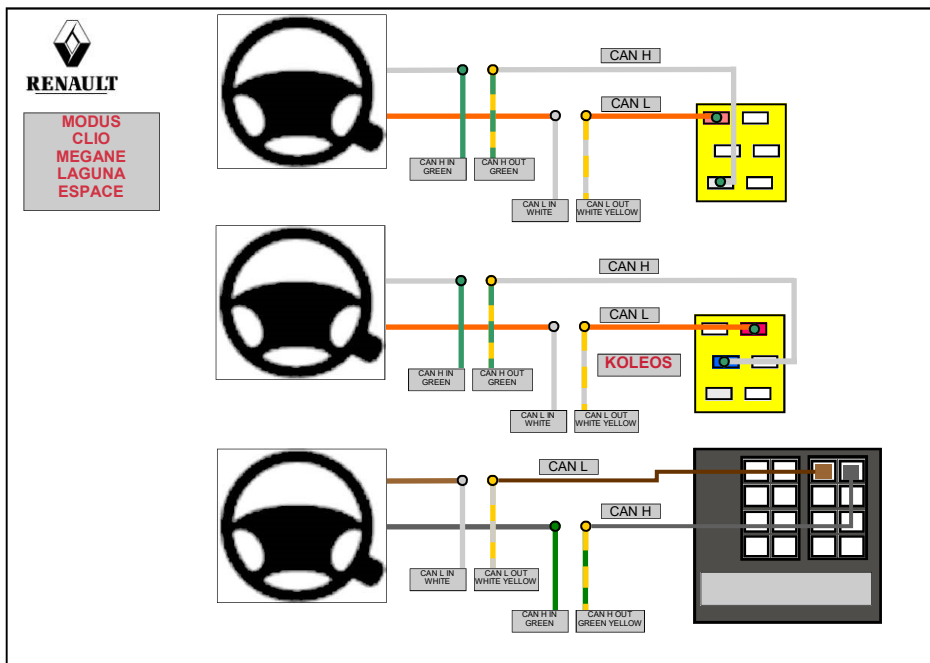 RENAULT
MODUS
CLIO
MEGANE
LAGUNA
ESPACE
CAN H
CAN L
CAN H IN
GREEN
CAN H OUT
GREEN
CAN L IN
WHITE
CAN L OUT
WHITE YELLOW
CAN H
CAN L
KOLEOS
CAN H IN
GREEN
CAN H OUT
GREEN
CAN L IN
WHITE
CAN L OUT
WHITE YELLOW
CAN L
CAN H
CAN L IN
WHITE
CAN L OUT
WHITE YELLOW
CAN H IN
GREEN
CAN H OUT
GREEN YELLOW